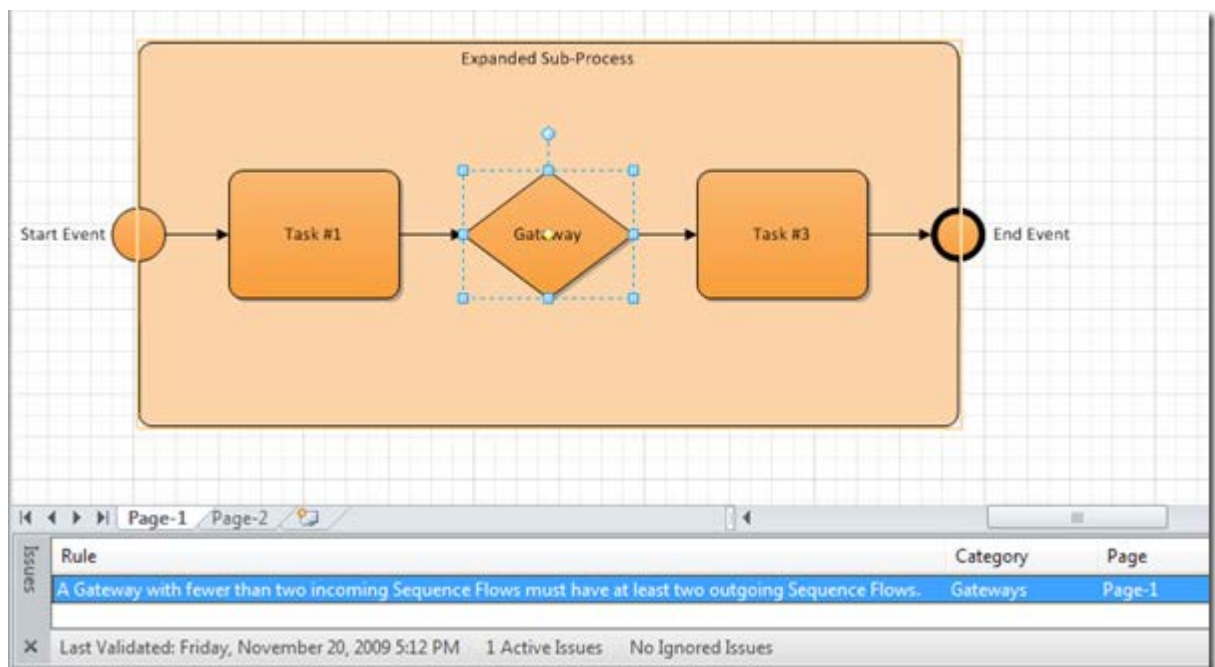 Expanded Sub-Process
Start Event
Task #1
Gateway
Task #3
End Event
Page-1 Page-2
Issues
Rule Category Page
A Gateway with fewer than two incoming Sequence Flows must have at least two outgoing Sequence Flows. Gateways Page-1
Last Validated: Friday, November 20, 2009 5:12 PM 1 Active Issues No Ignored Issues